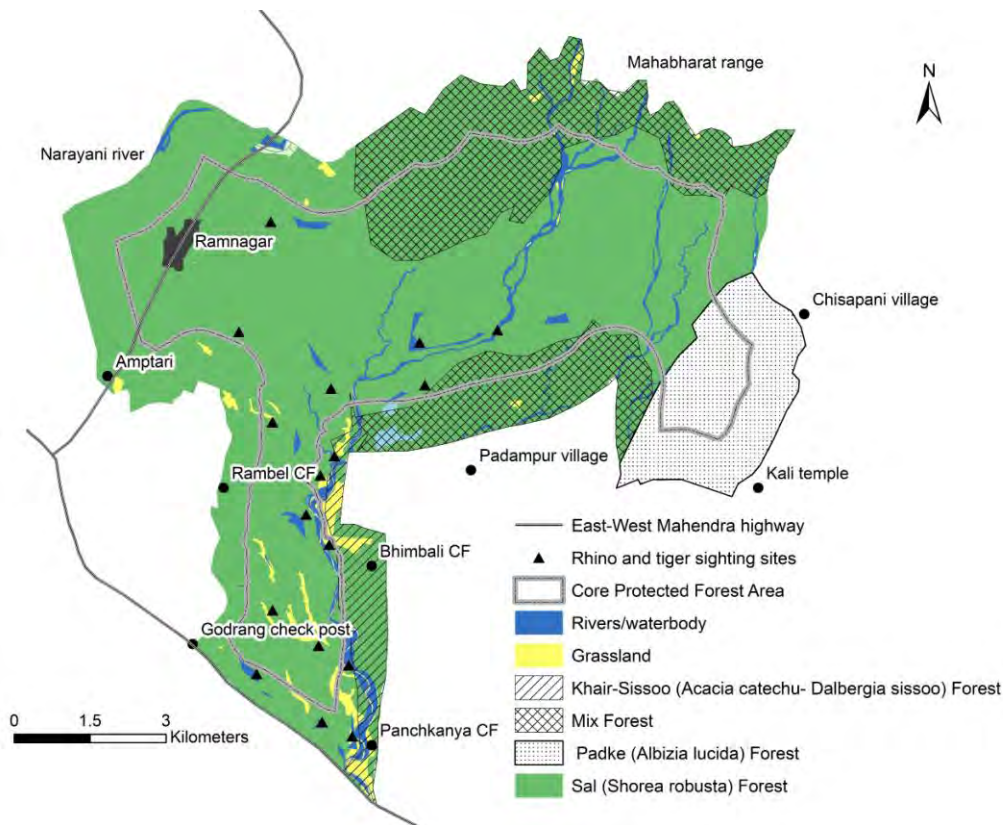 Mahabharat range
N
Narayani river
Ramnagar
Chisapani village
Amptari
Padampur village
Rambel CF
Kali temple
East-West Mahendra highway
Rhino and tiger sighting sites
Bhimbali CF
Core Protected Forest Area
Rivers/waterbody
Godrang check post
Grassland
Khair-Sissoo (Acacia catechu- Dalbergia sissoo) Forest
Mix Forest
0 1.5 3
Kilometers
Panchkanya CF
Padke (Albizia lucida) Forest
Sal (Shorea robusta) Forest